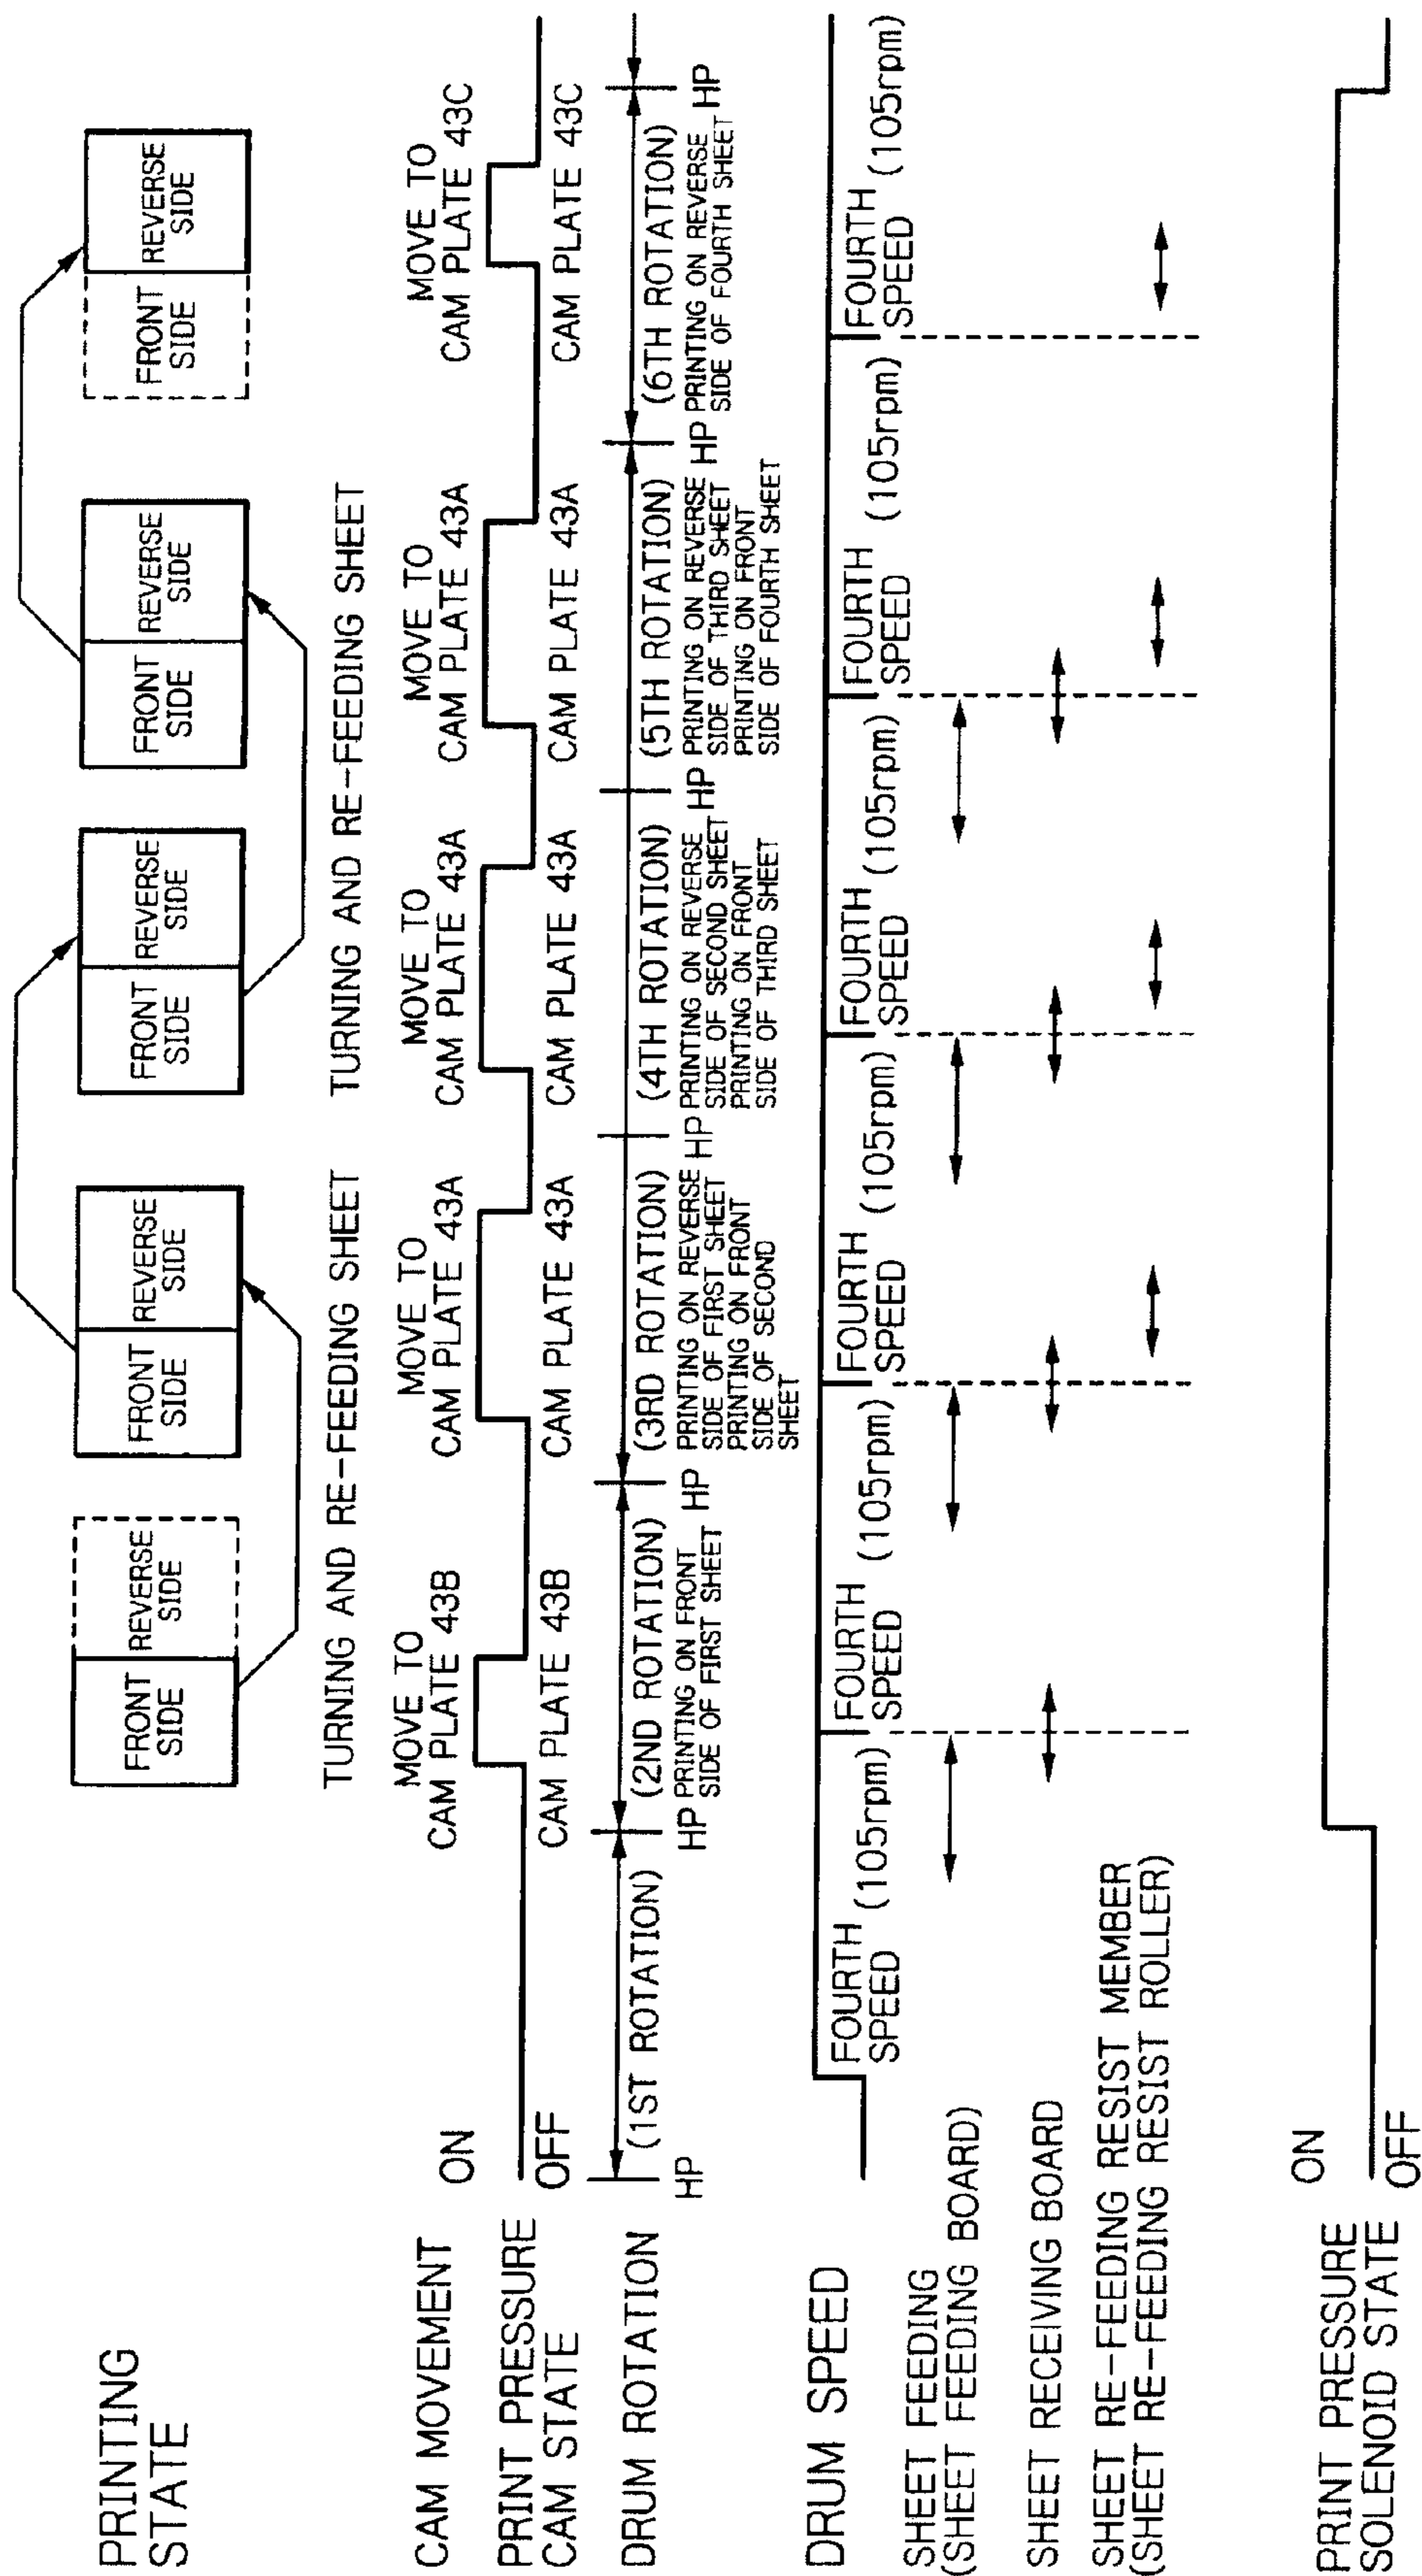 PRINTING
STATE
FRONT
SIDE
REVERSE
SIDE
FRONT
SIDE
REVERSE
SIDE
FRONT
SIDE
REVERSE
SIDE
FRONT
SIDE
REVERSE
SIDE
FRONT
SIDE
REVERSE
SIDE
TURNING AND RE-FEEDING SHEET
TURNING AND RE-FEEDING SHEET
CAM MOVEMENT
MOVE TO
CAM PLATE 43B
MOVE TO
CAM PLATE 43A
MOVE TO
CAM PLATE 43A
MOVE TO
CAM PLATE 43A
MOVE TO
CAM PLATE 43C
PRINT PRESSURE
CAM STATE
ON
OFF
CAM PLATE 43B
CAM PLATE 43A
CAM PLATE 43A
CAM PLATE 43A
CAM PLATE 43C
DRUM ROTATION
HP
(1ST ROTATION)
HP
(2ND ROTATION)
PRINTING ON FRONT
SIDE OF FIRST SHEET
HP
(3RD ROTATION)
PRINTING ON REVERSE
SIDE OF FIRST SHEET
PRINTING ON FRONT
SIDE OF SECOND
SHEET
HP
(4TH ROTATION)
PRINTING ON REVERSE
SIDE OF SECOND SHEET
PRINTING ON FRONT
SIDE OF THIRD SHEET
HP
(5TH ROTATION)
PRINTING ON REVERSE
SIDE OF THIRD SHEET
PRINTING ON FRONT
SIDE OF FOURTH SHEET
HP
(6TH ROTATION)
PRINTING ON REVERSE
SIDE OF FOURTH SHEET
HP
DRUM SPEED
FOURTH
SPEED (105rpm)
FOURTH
SPEED (105rpm)
FOURTH
SPEED (105rpm)
FOURTH
SPEED (105rpm)
FOURTH
SPEED (105rpm)
FOURTH
SPEED (105rpm)
SHEET FEEDING
(SHEET FEEDING BOARD)
SHEET RECEIVING BOARD
SHEET RE-FEEDING RESIST MEMBER
(SHEET RE-FEEDING RESIST ROLLER)
PRINT PRESSURE
SOLENOID STATE
ON
OFF